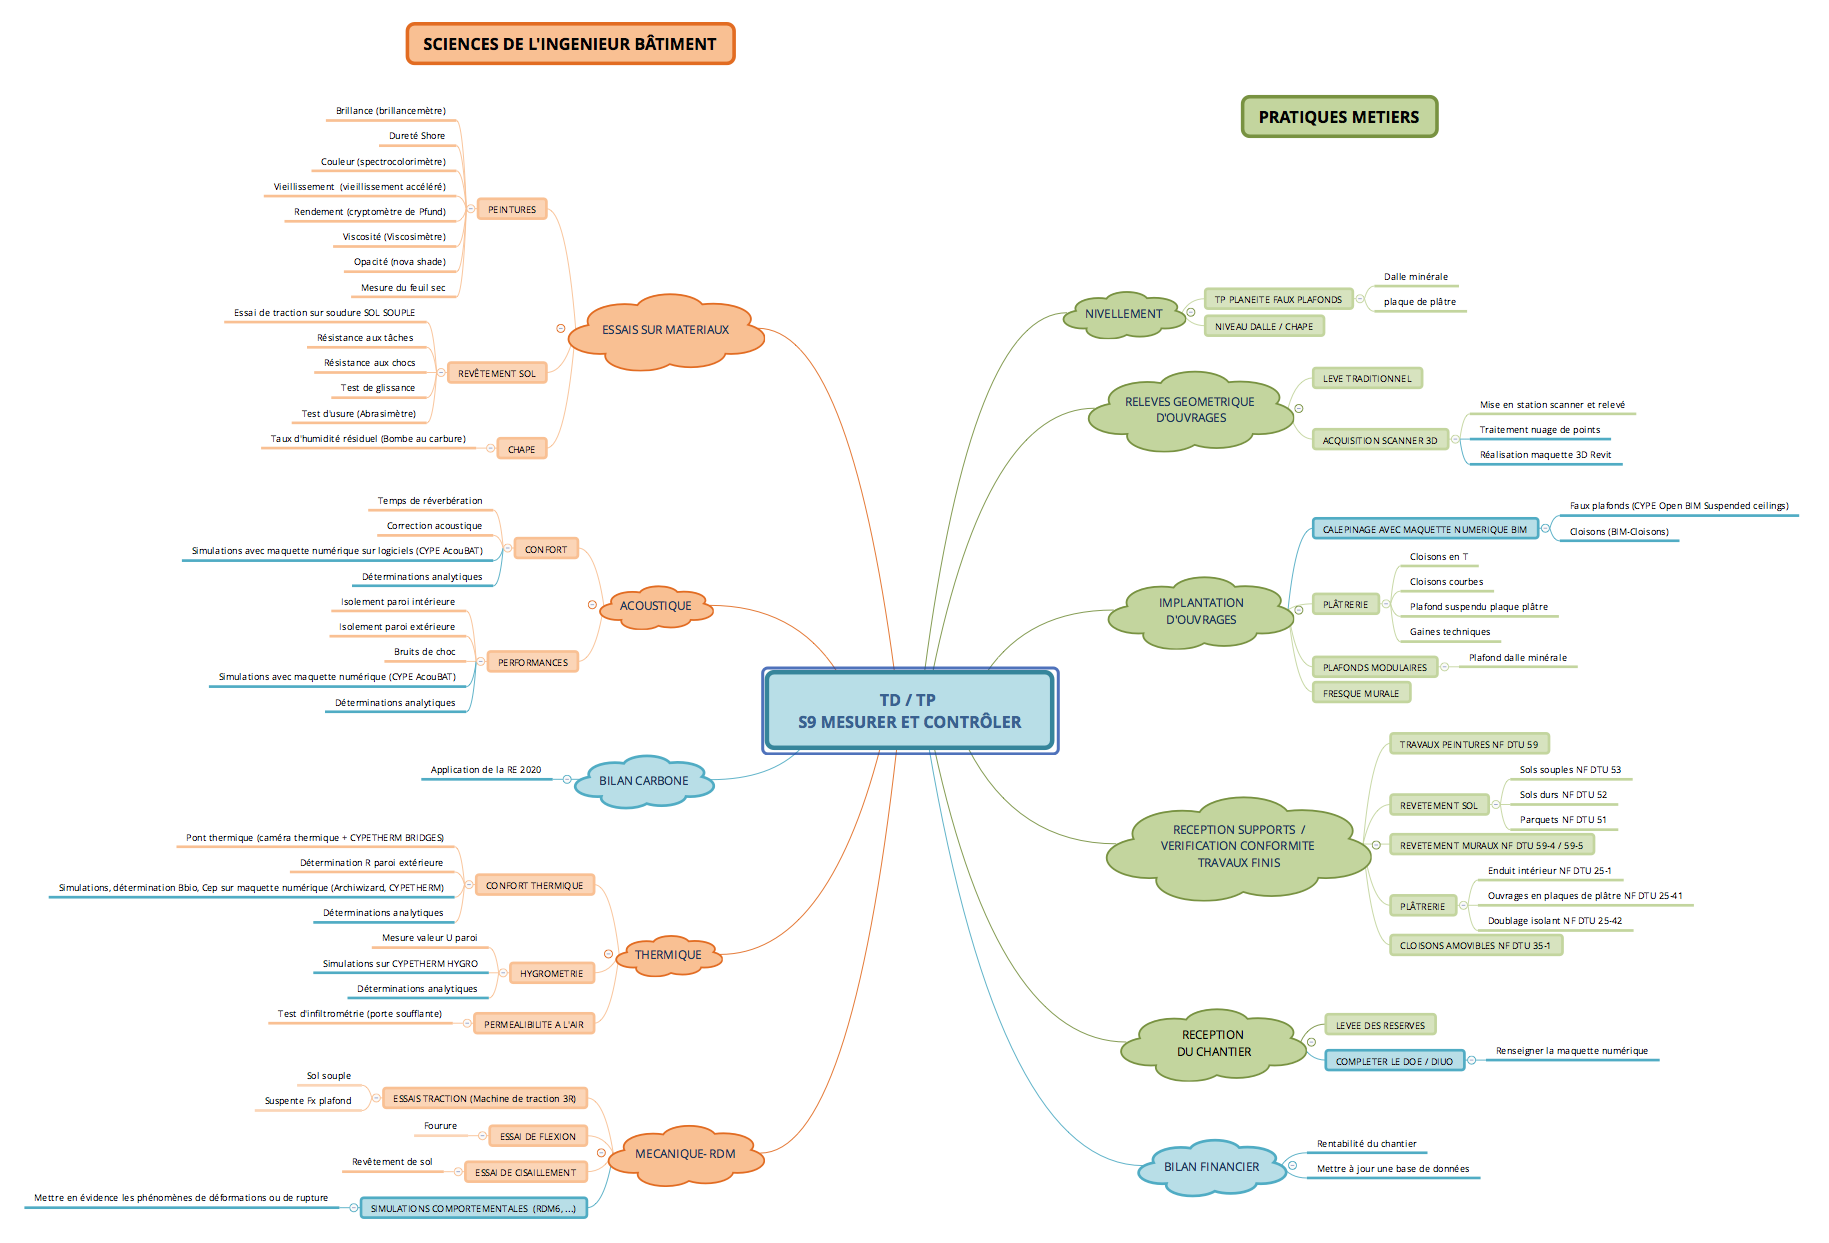 SCIENCES DE L'INGENIEUR BÂTIMENT
Brillance (brillancemètre)
Dureté Shore
Couleur (spectrocolorimètre)
Vieillissement (vieillissement accéléré)
Rendement (cryptomètre de Pfund)
Viscosité (Viscosimètre)
Opacité (nova shade)
Mesure du feuil sec
PEINTURES
Essai de traction sur soudure SOL SOUPLE
Résistance aux tâches
Résistance aux chocs
Test de glissance
Test d'usure (Abrasimètre)
REVÊTEMENT SOL
Taux d'humidité résiduel (Bombe au carbure)
CHAPE
ESSAIS SUR MATERIAUX
Temps de réverbération
Correction acoustique
Simulations avec maquette numérique sur logiciels (CYPE AcouBAT)
Déterminations analytiques
CONFORT
Isolement paroi intérieure
Isolement paroi extérieure
Bruits de choc
Simulations avec maquette numérique (CYPE AcouBAT)
Déterminations analytiques
PERFORMANCES
ACOUSTIQUE
Application de la RE 2020
BILAN CARBONE
Pont thermique (caméra thermique + CYPETHERM BRIDGES)
Détermination R paroi extérieure
Simulations, détermination Bbio, Cep sur maquette numérique (Archiwizard, CYPETHERM)
Déterminations analytiques
CONFORT THERMIQUE
Mesure valeur U paroi
Simulations sur CYPETHERM HYGRO
Déterminations analytiques
HYGROMETRIE
Test d'infiltrométrie (porte soufflante)
PERMEALIBILITE A L'AIR
THERMIQUE
Sol souple
Suspente Fx plafond
ESSAIS TRACTION (Machine de traction 3R)
Fourure
ESSAI DE FLEXION
Revêtement de sol
ESSAI DE CISAILLEMENT
Mettre en évidence les phénomènes de déformations ou de rupture
SIMULATIONS COMPORTEMENTALES (RDM6, ...)
MECANIQUE- RDM
TD / TP
S9 MESURER ET CONTRÔLER
PRATIQUES METIERS
NIVELLEMENT
TP PLANEITE FAUX PLAFONDS
Dalle minérale
plaque de plâtre
NIVEAU DALLE / CHAPE
RELEVES GEOMETRIQUE
D'OUVRAGES
LEVE TRADITIONNEL
ACQUISITION SCANNER 3D
Mise en station scanner et relevé
Traitement nuage de points
Réalisation maquette 3D Revit
IMPLANTATION
D'OUVRAGES
CALEPINAGE AVEC MAQUETTE NUMERIQUE BIM
Faux plafonds (CYPE Open BIM Suspended ceilings)
Cloisons (BIM-Cloisons)
PLÂTRERIE
Cloisons en T
Cloisons courbes
Plafond suspendu plaque plâtre
Gaines techniques
PLAFONDS MODULAIRES
Plafond dalle minérale
FRESQUE MURALE
RECEPTION SUPPORTS /
VERIFICATION CONFORMITE
TRAVAUX FINIS
TRAVAUX PEINTURES NF DTU 59
REVETEMENT SOL
Sols souples NF DTU 53
Sols durs NF DTU 52
Parquets NF DTU 51
REVETEMENT MURAUX NF DTU 59-4 / 59-5
PLÂTRERIE
Enduit intérieur NF DTU 25-1
Ouvrages en plaques de plâtre NF DTU 25-41
Doublage isolant NF DTU 25-42
CLOISONS AMOVIBLES NF DTU 35-1
RECEPTION
DU CHANTIER
LEVEE DES RESERVES
COMPLETER LE DOE / DIUO
Renseigner la maquette numérique
BILAN FINANCIER
Rentabilité du chantier
Mettre à jour une base de données